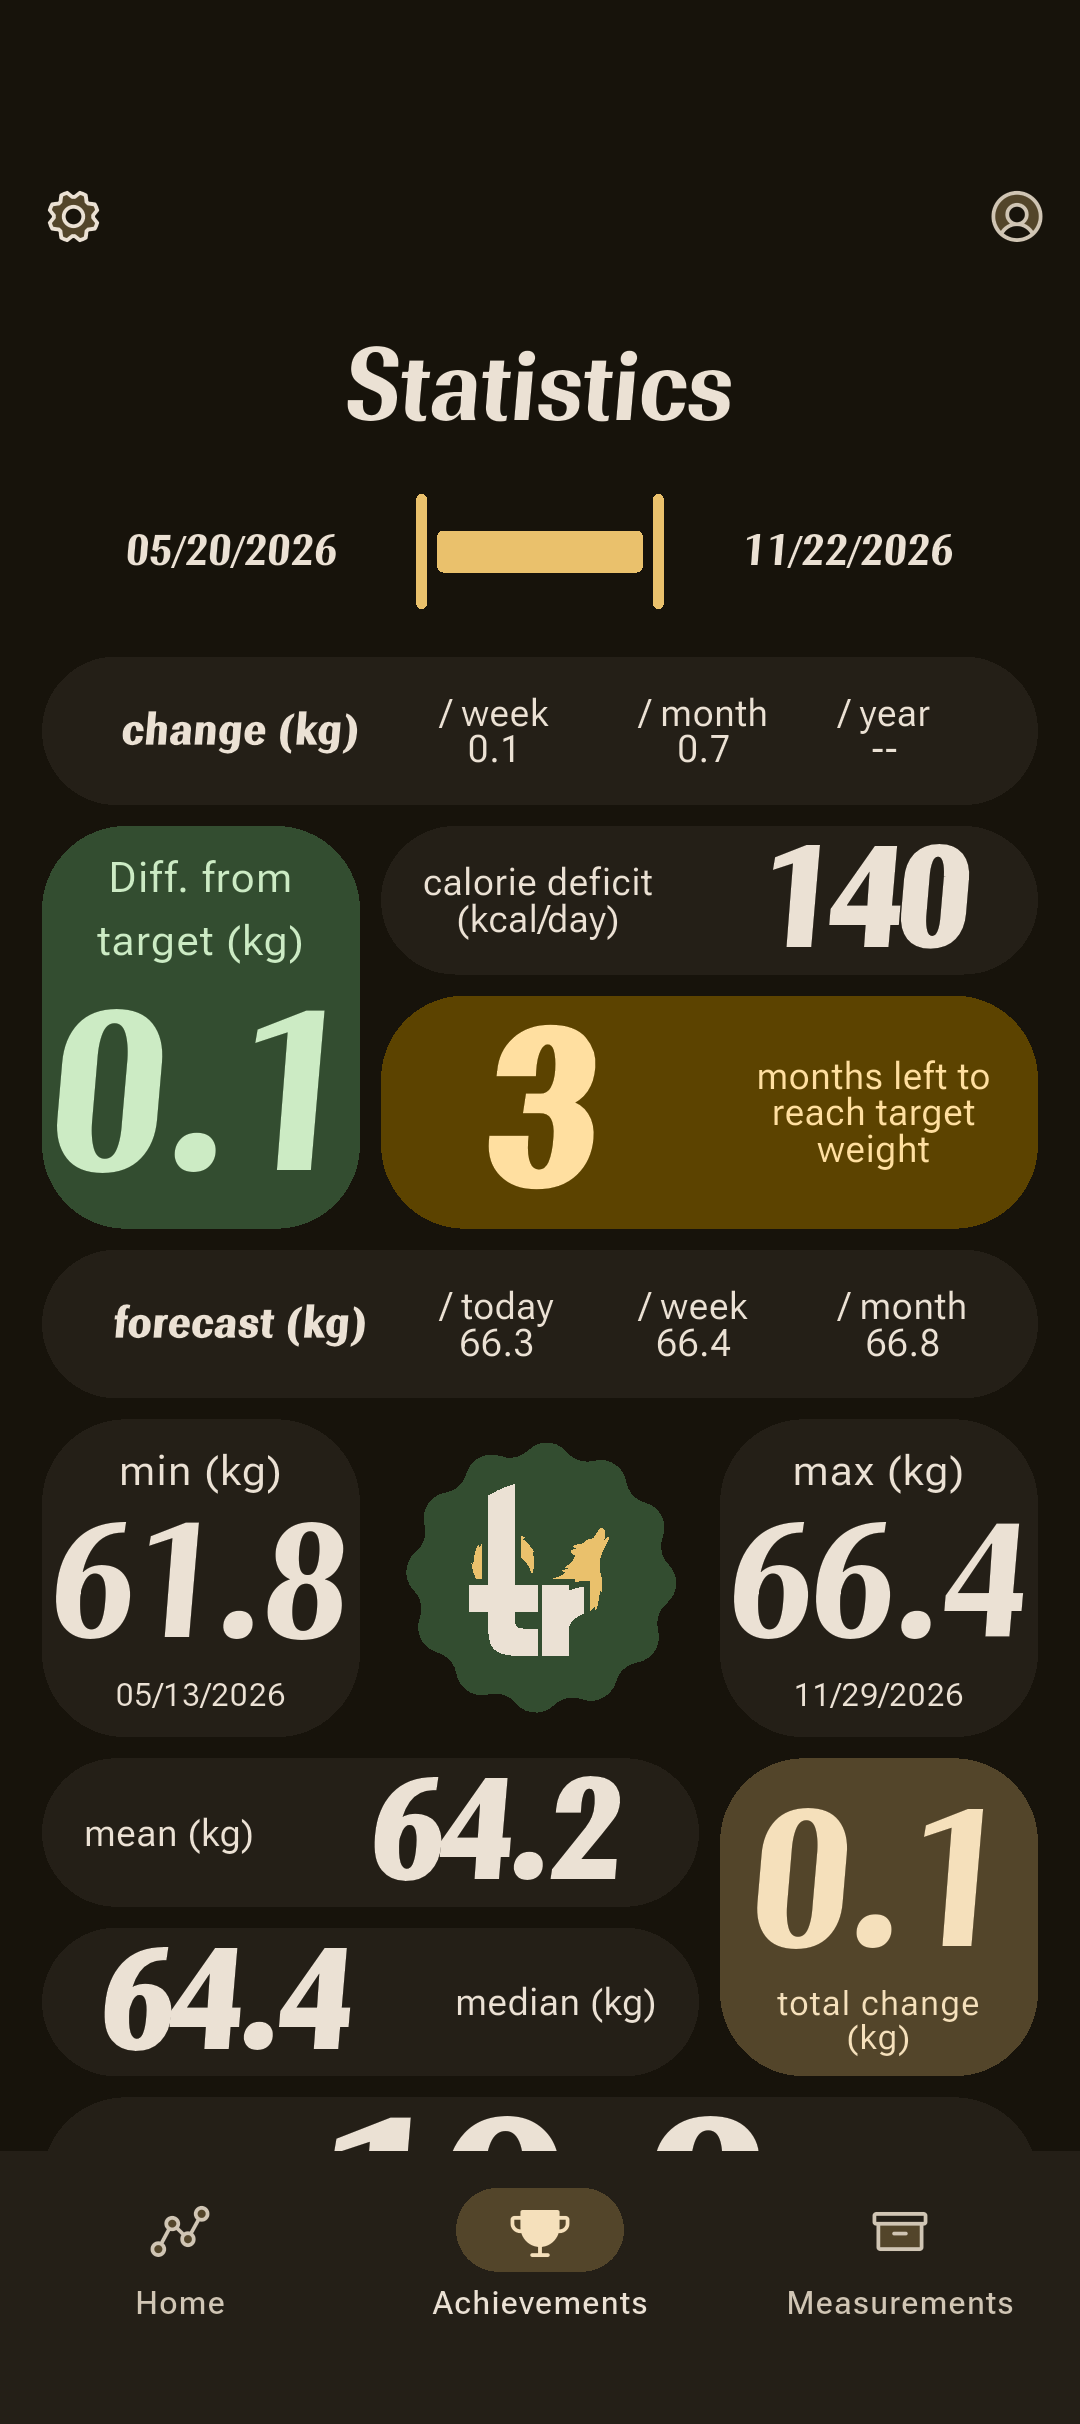 Statistics
05/20/2026
11/22/2026
change (kg)
/ week
0.1
/ month
0.7
/ year
--
Diff. from
target (kg)
0.1
calorie deficit
(kcal/day)
140
3
months left to
reach target
weight
forecast (kg)
/ today
66.3
/ week
66.4
/ month
66.8
min (kg)
61.8
05/13/2026
tr
max (kg)
66.4
11/29/2026
mean (kg)
64.2
64.4
median (kg)
0.1
total change
(kg)
Home
Achievements
Measurements